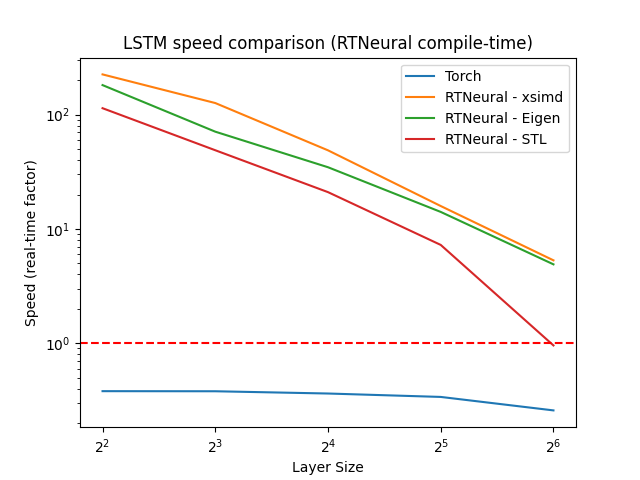 LSTM speed comparison (RTNeural compile-time)
Torch
RTNeural - xsimd
RTNeural - Eigen
RTNeural - STL
Speed (real-time factor)
10²
10¹
10⁰
2² 2³ 2⁴ 2⁵ 2⁶
Layer Size